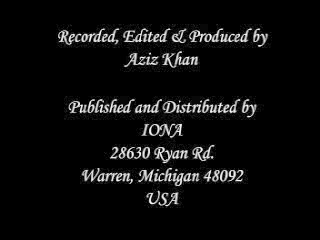 Recorded, Edited & Produced by
Aziz Khan
Published and Distributed by
IONA
28630 Ryan Rd.
Warren, Michigan 48092
USA